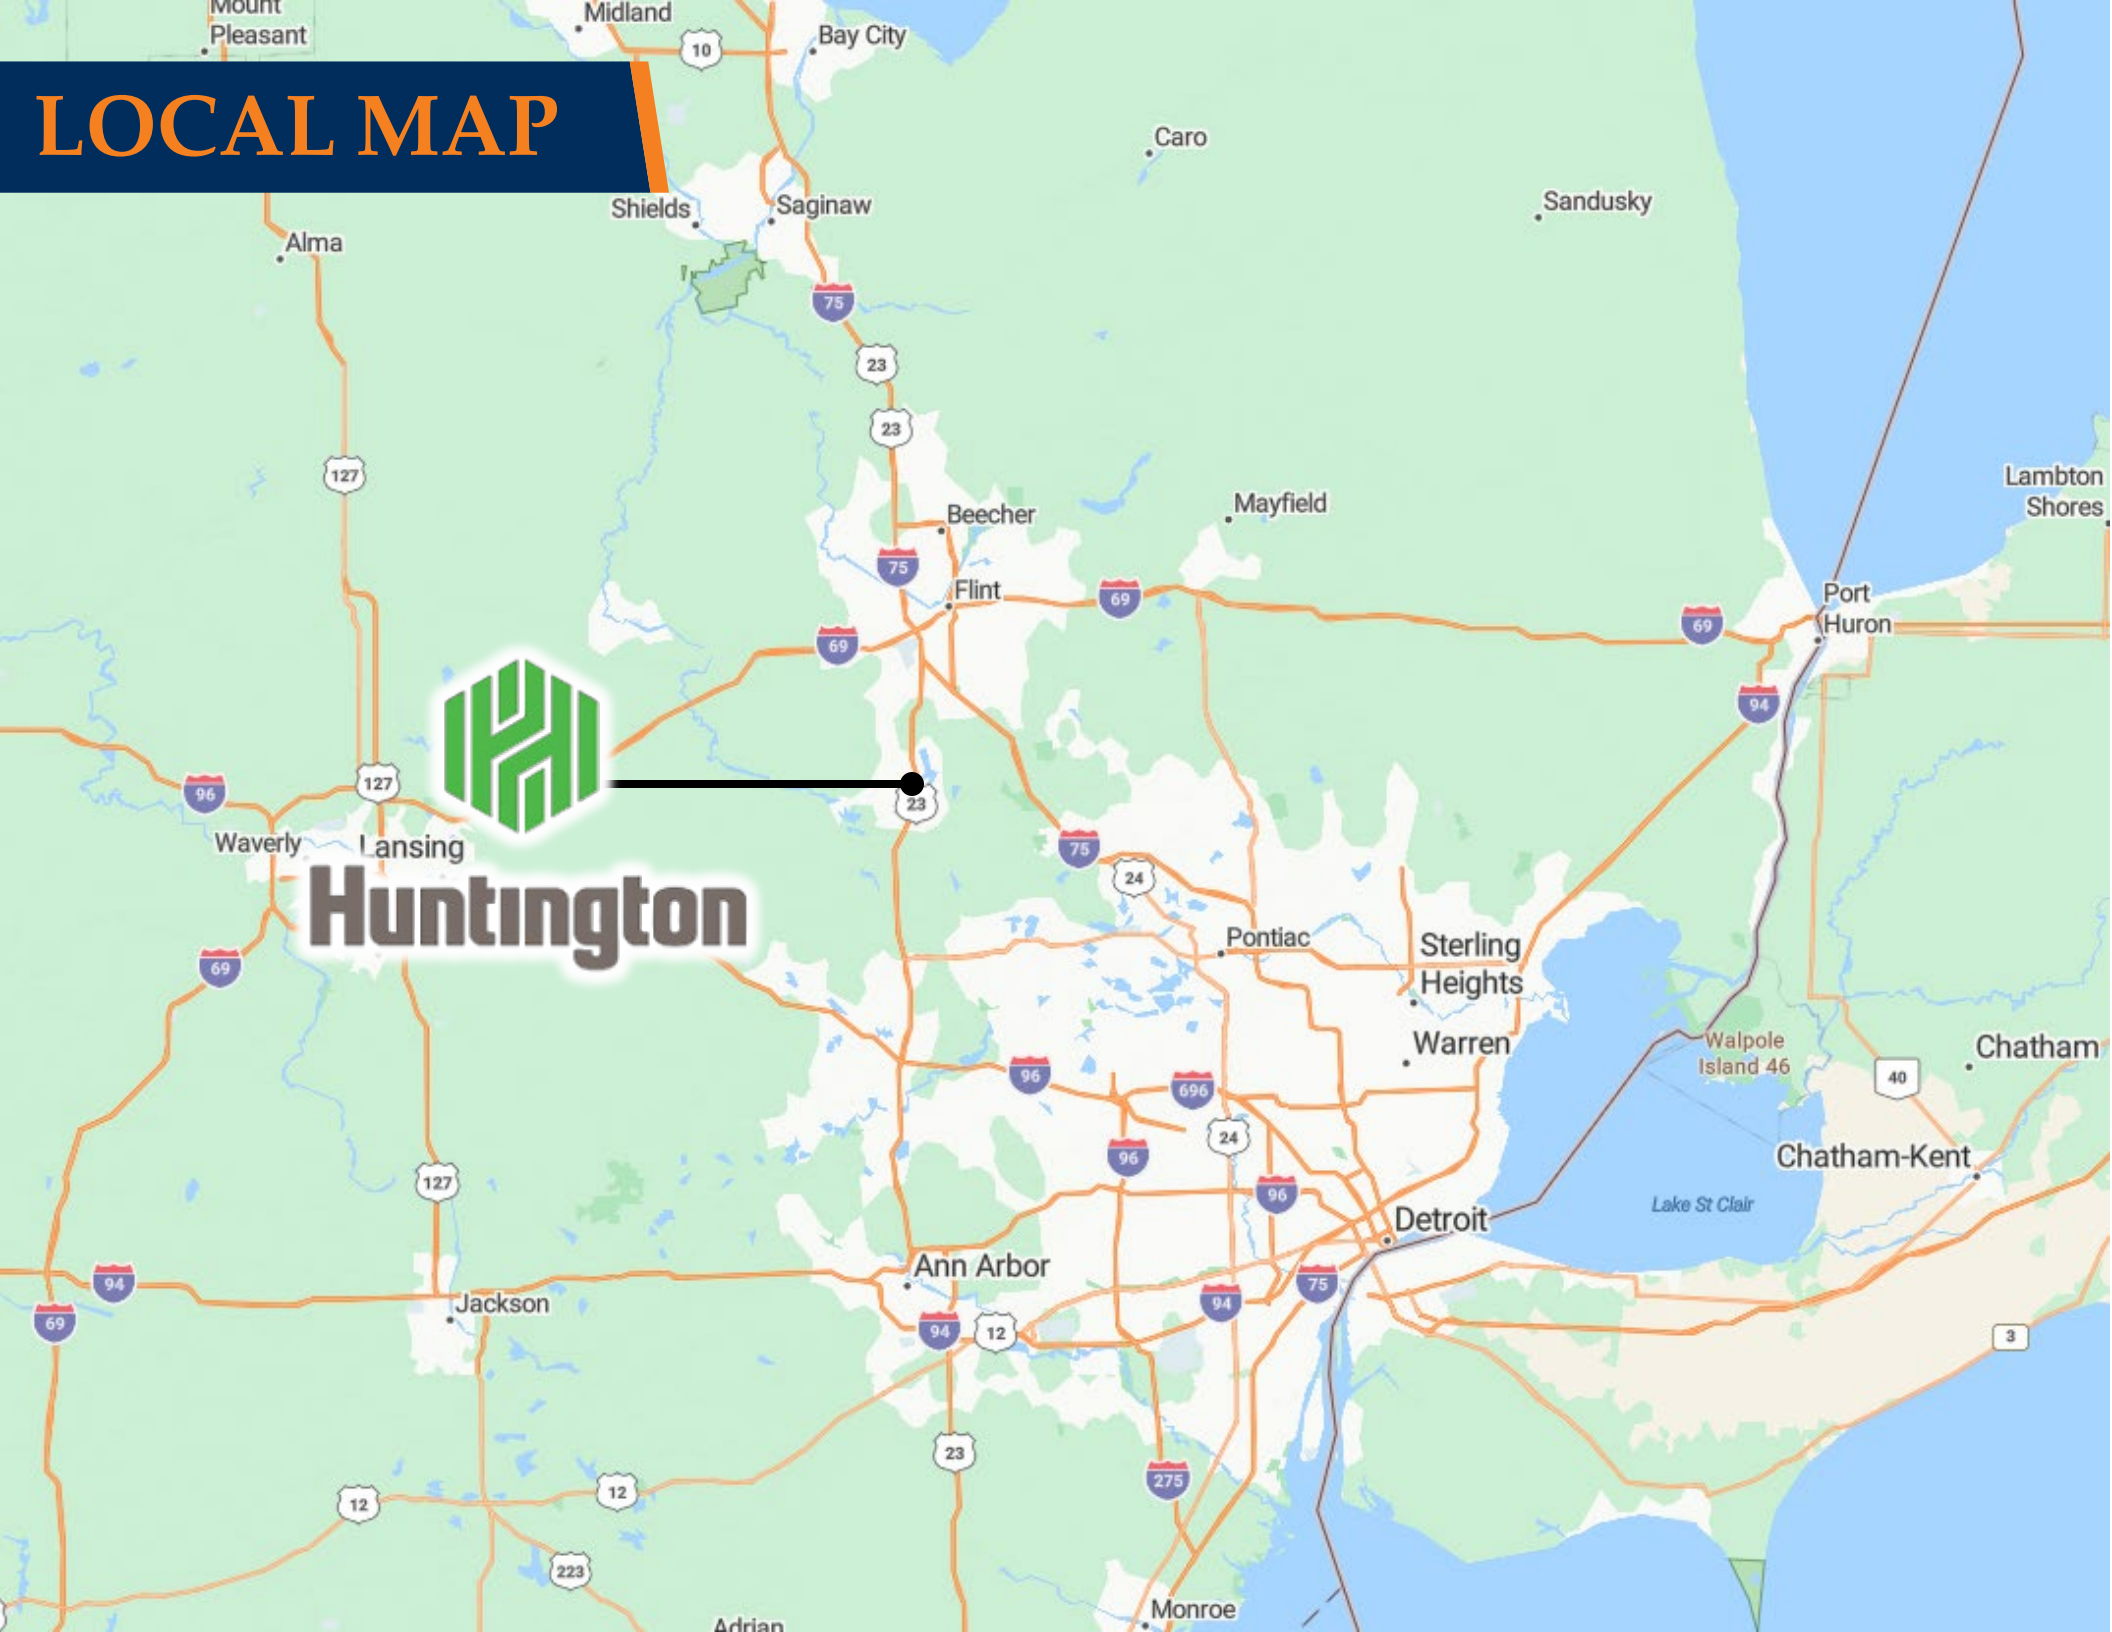 Mount
Pleasant
Midland
10
Bay City
LOCAL MAP
Caro
Shields
Saginaw
Sandusky
Alma
75
23
23
127
Lambton
Shores
Mayfield
Beecher
75
Flint
69
Port
Huron
69
69
94
127
96
23
Waverly
Lansing
75
24
Huntington
Pontiac
Sterling
Heights
69
Warren
Walpole
Island 46
Chatham
96
696
40
24
96
Chatham-Kent
127
96
Lake St Clair
Detroit
Ann Arbor
94
75
94
Jackson
69
94
12
3
23
275
12
12
223
Monroe
Adrian